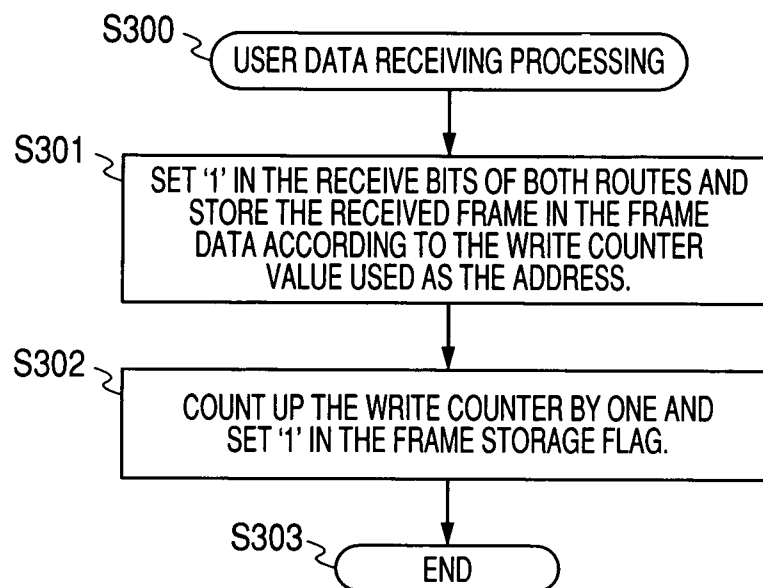 S300
USER DATA RECEIVING PROCESSING
S301
SET '1' IN THE RECEIVE BITS OF BOTH ROUTES AND
STORE THE RECEIVED FRAME IN THE FRAME
DATA ACCORDING TO THE WRITE COUNTER
VALUE USED AS THE ADDRESS.
S302
COUNT UP THE WRITE COUNTER BY ONE AND
SET '1' IN THE FRAME STORAGE FLAG.
S303
END